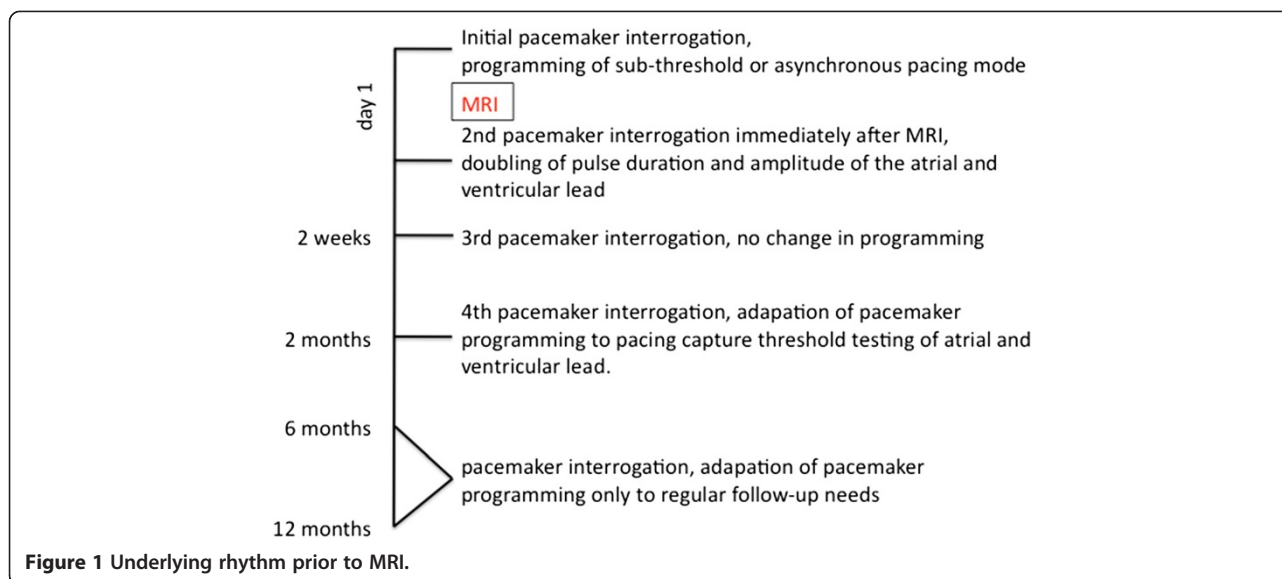 Initial pacemaker interrogation,
programming of sub-threshold or asynchronous pacing mode
day 1
MRI
2nd pacemaker interrogation immediately after MRI,
doubling of pulse duration and amplitude of the atrial and
ventricular lead
2 weeks
3rd pacemaker interrogation, no change in programming
4th pacemaker interrogation, adapation of pacemaker
2 months
programming to pacing capture threshold testing of atrial and
ventricular lead.
6 months
pacemaker interrogation, adapation of pacemaker
programming only to regular follow-up needs
12 months
Figure 1 Underlying rhythm prior to MRI.